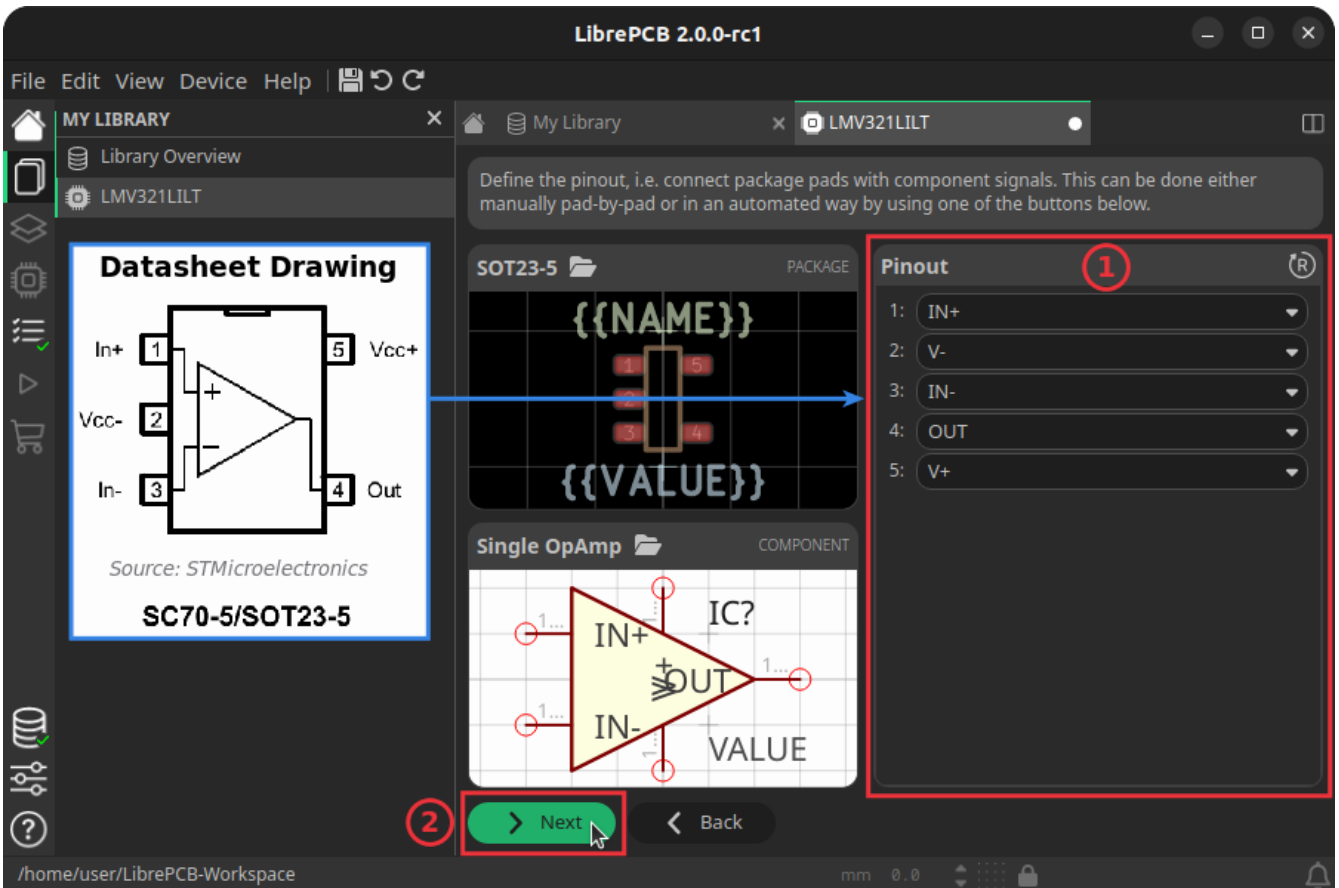 LibrePCB 2.0.0-rc1
File Edit View Device Help
MY LIBRARY
Library Overview
LMV321LILT
My Library
LMV321LILT
Define the pinout, i.e. connect package pads with component signals. This can be done either
manually pad-by-pad or in an automated way by using one of the buttons below.
Datasheet Drawing
In+ 1 5 Vcc+
+
Vcc- 2
In- 3 4 Out
Source: STMicroelectronics
SC70-5/SOT23-5
SOT23-5 PACKAGE
{{NAME}}
1 5
2
3 4
{{VALUE}}
Single OpAmp COMPONENT
IC?
1...
IN+
OUT
1...
1...
IN-
VALUE
Pinout 1 R
1: IN+
2: V-
3: IN-
4: OUT
5: V+
2 Next Back
/home/user/LibrePCB-Workspace mm 0.0